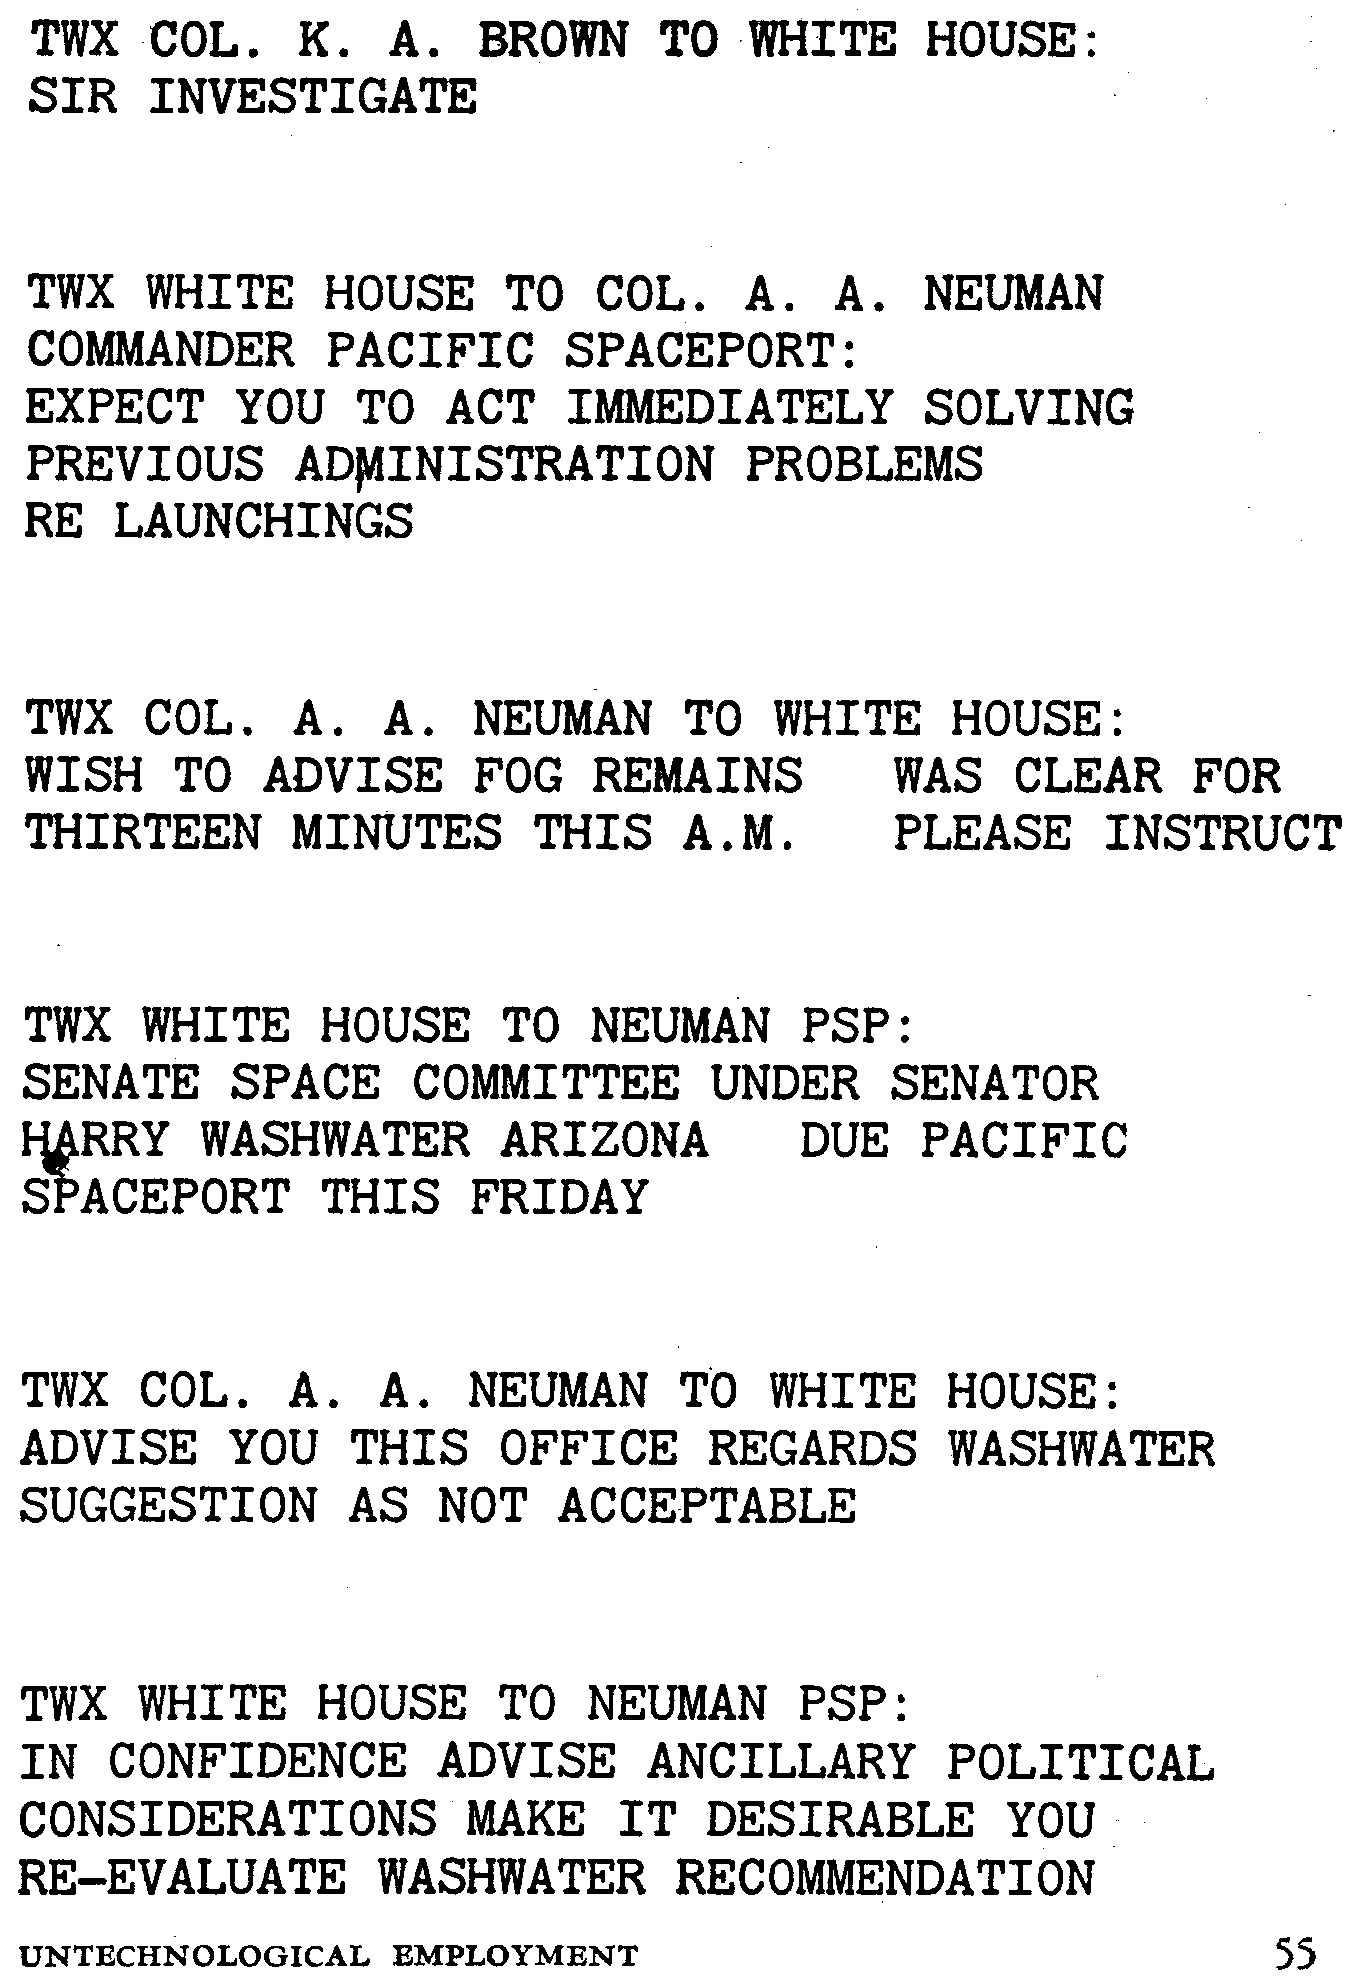 TWX COL. K. A. BROWN TO WHITE HOUSE:
SIR INVESTIGATE
TWX WHITE HOUSE TO COL. A. A. NEUMAN
COMMANDER PACIFIC SPACEPORT:
EXPECT YOU TO ACT IMMEDIATELY SOLVING
PREVIOUS ADMINISTRATION PROBLEMS
RE LAUNCHINGS
TWX COL. A. A. NEUMAN TO WHITE HOUSE:
WISH TO ADVISE FOG REMAINS WAS CLEAR FOR
THIRTEEN MINUTES THIS A.M. PLEASE INSTRUCT
TWX WHITE HOUSE TO NEUMAN PSP:
SENATE SPACE COMMITTEE UNDER SENATOR
HARRY WASHWATER ARIZONA DUE PACIFIC
SPACEPORT THIS FRIDAY
TWX COL. A. A. NEUMAN TO WHITE HOUSE:
ADVISE YOU THIS OFFICE REGARDS WASHWATER
SUGGESTION AS NOT ACCEPTABLE
TWX WHITE HOUSE TO NEUMAN PSP:
IN CONFIDENCE ADVISE ANCILLARY POLITICAL
CONSIDERATIONS MAKE IT DESIRABLE YOU
RE-EVALUATE WASHWATER RECOMMENDATION
UNTECHNOLOGICAL EMPLOYMENT 55